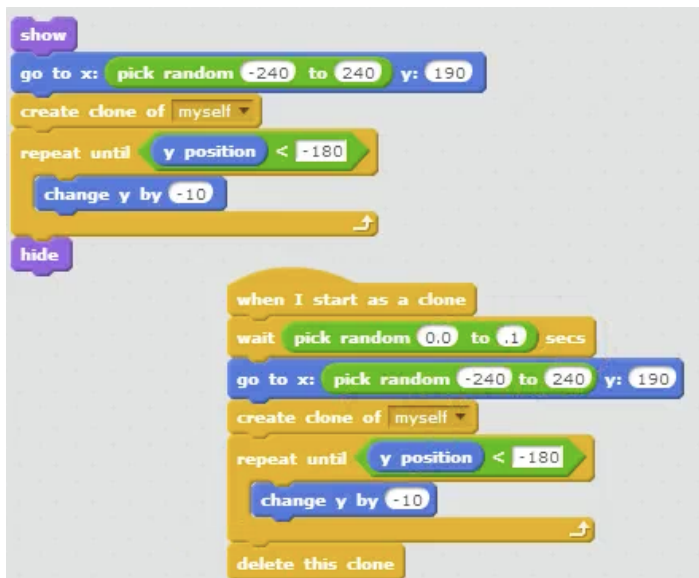 show
go to x: pick random -240 to 240 y: 190
create clone of myself
repeat until y position < -180
change y by -10
hide
when I start as a clone
wait pick random 0.0 to .1 secs
go to x: pick random -240 to 240 y: 190
create clone of myself
repeat until y position < -180
change y by -10
delete this clone